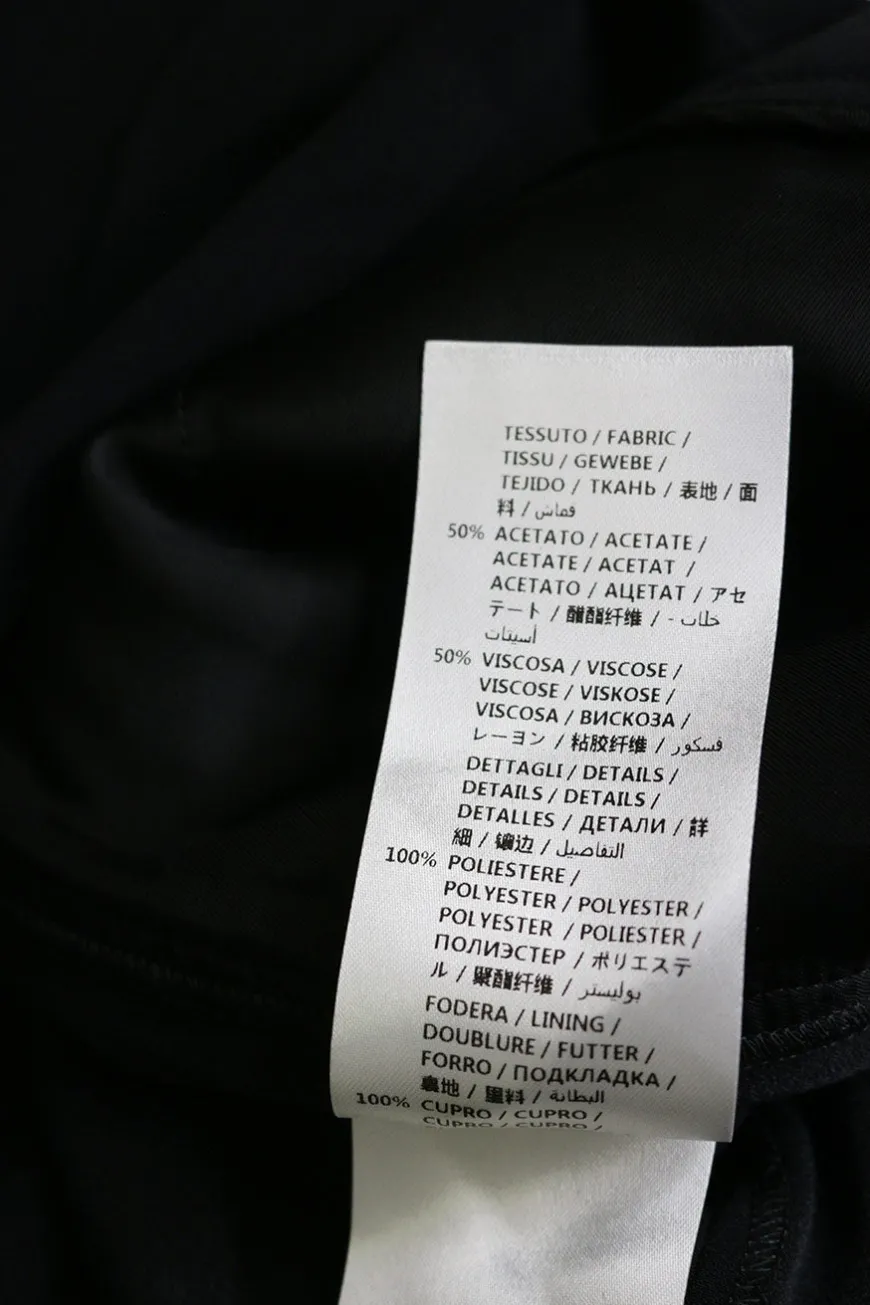 TESSUTO / FABRIC /
TISSU / GEWEBE /
TEJIDO / ТКАНЬ / 表地 / 面
料 / قماش
50% ACETATO / ACETATE /
ACETATE / ACETAT /
ACETATO / АЦЕТАТ / アセ
テート / 醋酯纤维 / خلات -
أسيتات
50% VISCOSA / VISCOSE /
VISCOSE / VISKOSE /
VISCOSA / ВИСКОЗА /
レーヨン / 粘胶纤维 / فسكور
DETTAGLI / DETAILS /
DETAILS / DETAILS /
DETALLES / ДЕТАЛИ / 詳
細 / 镶边 / التفاصيل
100% POLIESTERE /
POLYESTER / POLYESTER /
POLYESTER / POLIESTER /
ПОЛИЭСТЕР / ポリエステ
ル / 聚酯纤维 / بوليستر
FODERA / LINING /
DOUBLURE / FUTTER /
FORRO / ПОДКЛАДКА /
裏地 / 里料 / البطانة
100% CUPRO / CUPRO /
CUPRO / CUPRO /